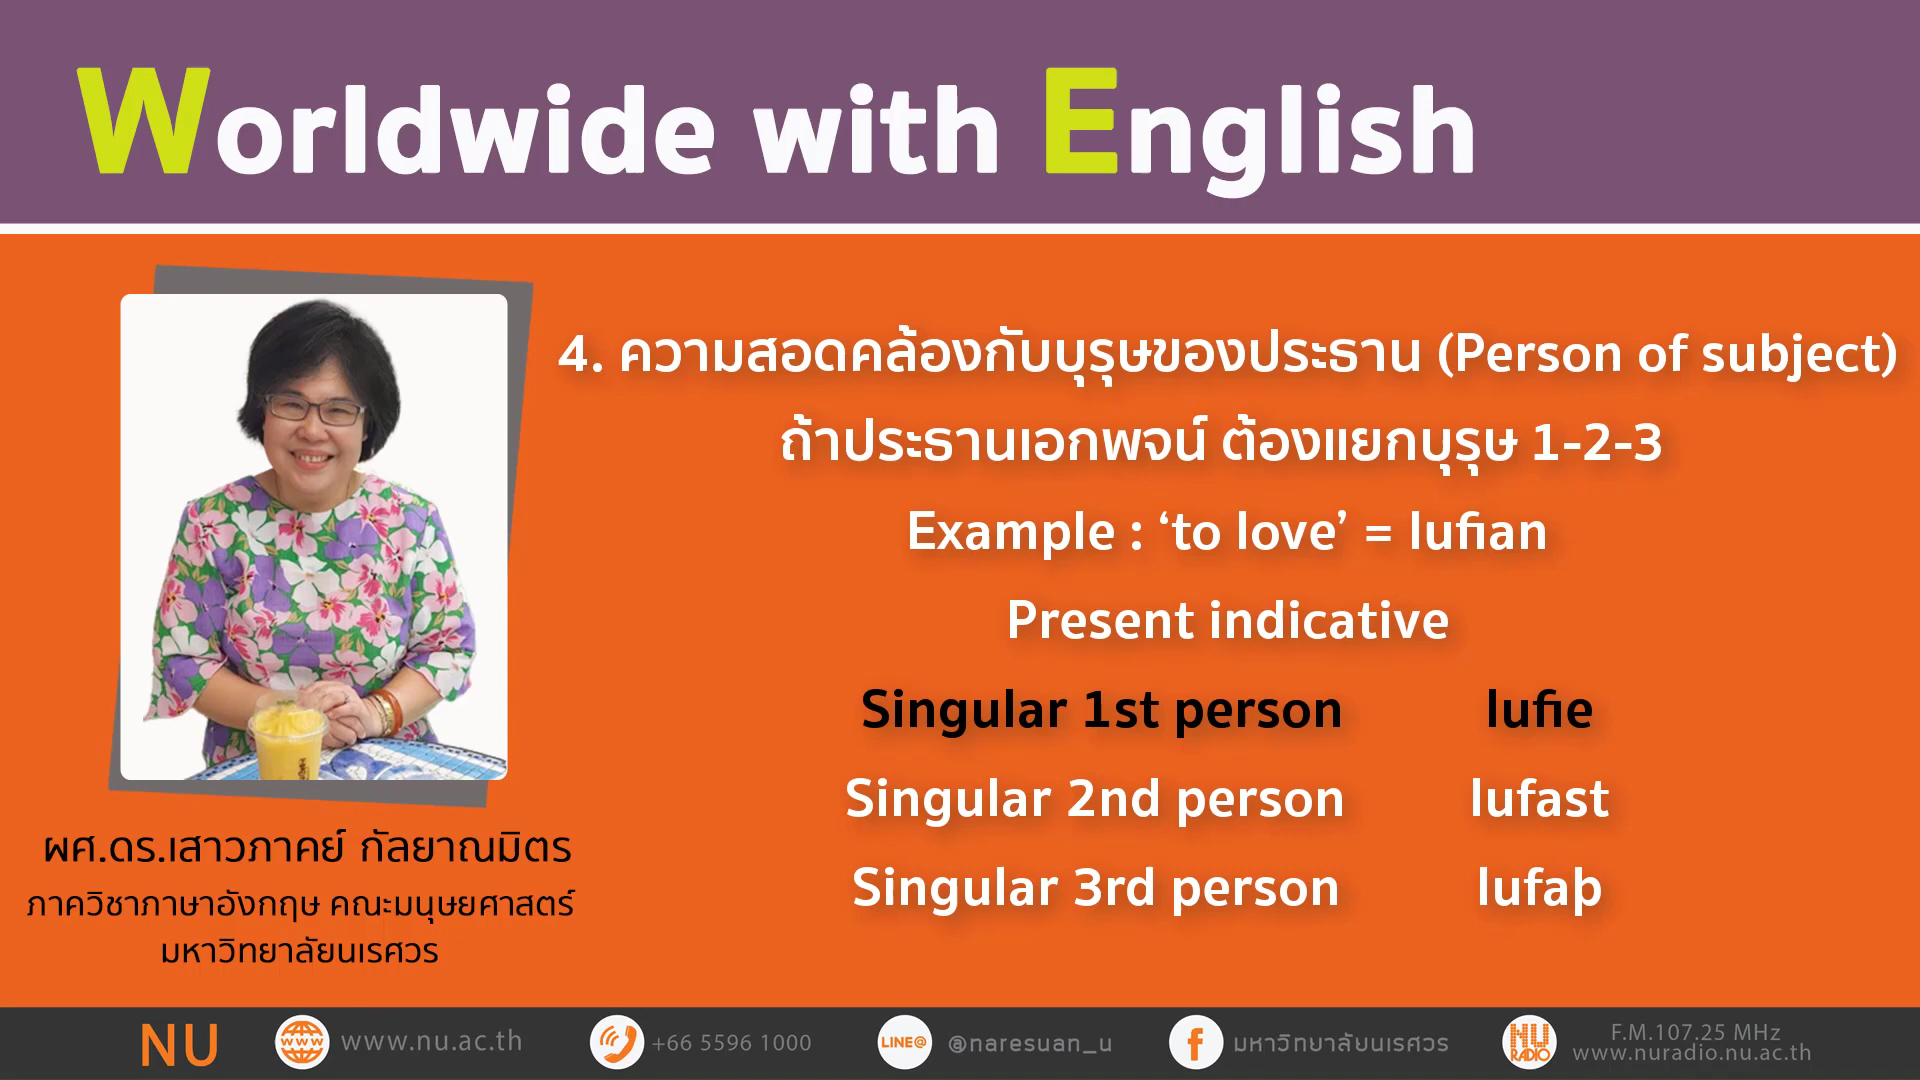 Worldwide with English
4. ความสอดคล้องกับบุรุษของประธาน (Person of subject)
ถ้าประธานเอกพจน์ ต้องแยกบุรุษ 1-2-3
Example : ‘to love’ = lufian
Present indicative
Singular 1st person lufie
Singular 2nd person lufast
Singular 3rd person lufaþ
ผศ.ดร.เสาวภาคย์ กัลยาณมิตร
ภาควิชาภาษาอังกฤษ คณะมนุษยศาสตร์
มหาวิทยาลัยนเรศวร
NU www www.nu.ac.th +66 5596 1000 LINE@ @naresuan_u f มหาวิทยาลัยนเรศวร NU RADIO F.M.107.25 MHz
www.nuradio.nu.ac.th